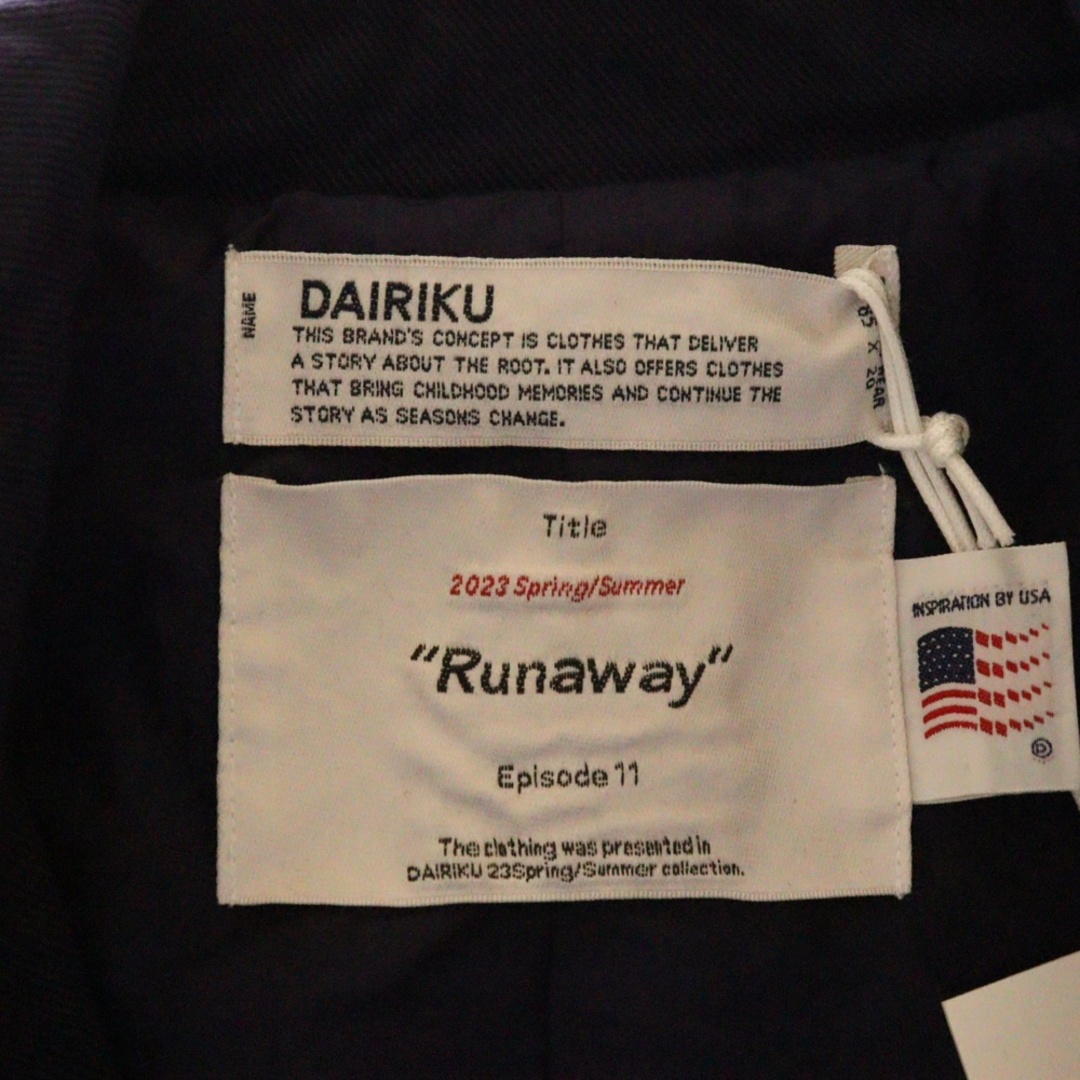 NAME
DAIRIKU
THIS BRAND'S CONCEPT IS CLOTHES THAT DELIVER
A STORY ABOUT THE ROOT. IT ALSO OFFERS CLOTHES
THAT BRING CHILDHOOD MEMORIES AND CONTINUE THE
STORY AS SEASONS CHANGE.
Title
2023 Spring/Summer
"Runaway"
Episode 11
The clothing was presented in
DAIRIKU 23Spring/Summer collection.
INSPIRATION BY USA